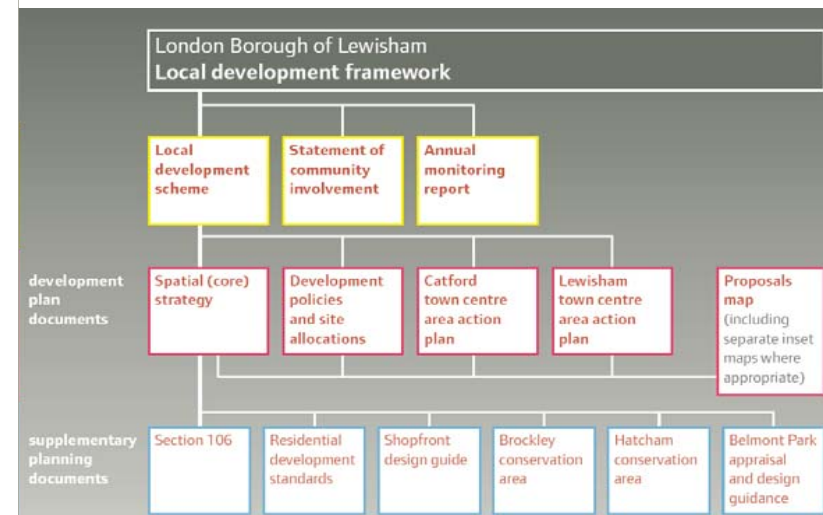 London Borough of Lewisham
Local development framework
Local
development
scheme
Statement of
community
involvement
Annual
monitoring
report
development
plan
documents
Spatial (core)
strategy
Development
policies
and site
allocations
Catford
town centre
area action
plan
Lewisham
town centre
area action
plan
Proposals
map
(including
separate inset
maps where
appropriate)
supplementary
planning
documents
Section 106
Residential
development
standards
Shopfront
design guide
Brockley
conservation
area
Hatcham
conservation
area
Belmont Park
appraisal
and design
guidance